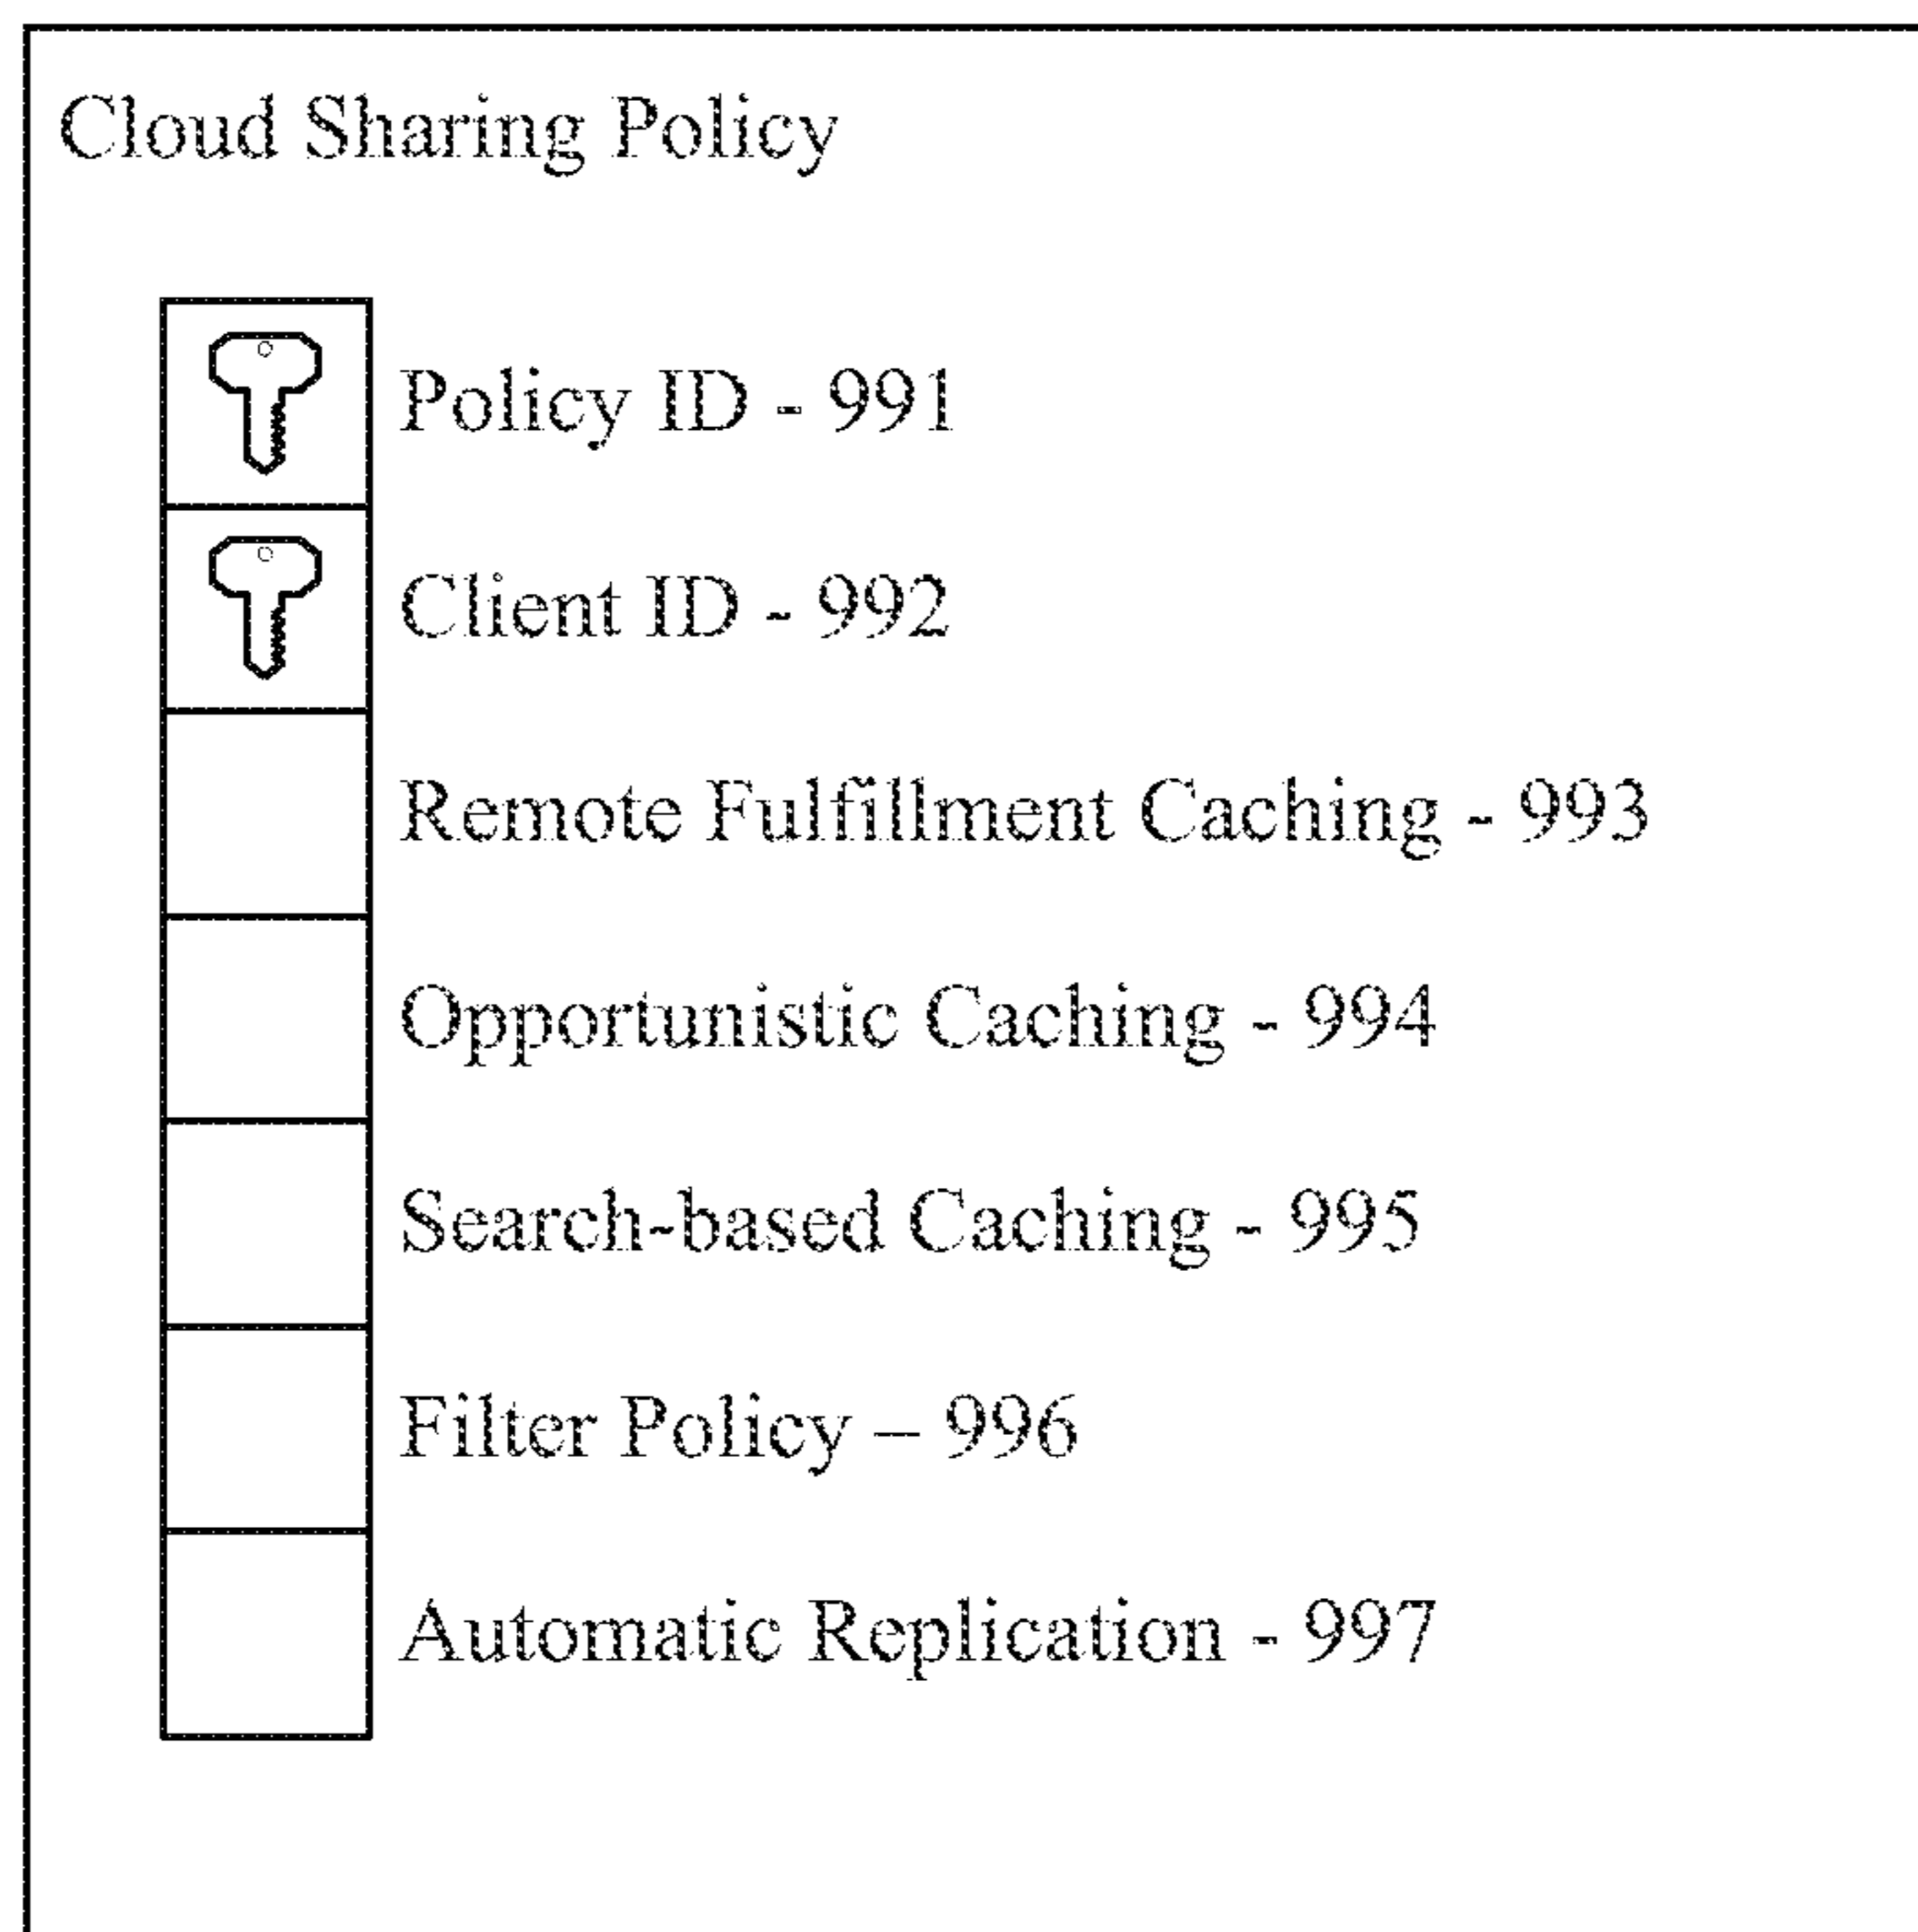 Cloud Sharing Policy
Policy ID - 991
Client ID - 992
Remote Fulfillment Caching - 993
Opportunistic Caching - 994
Search-based Caching - 995
Filter Policy – 996
Automatic Replication - 997